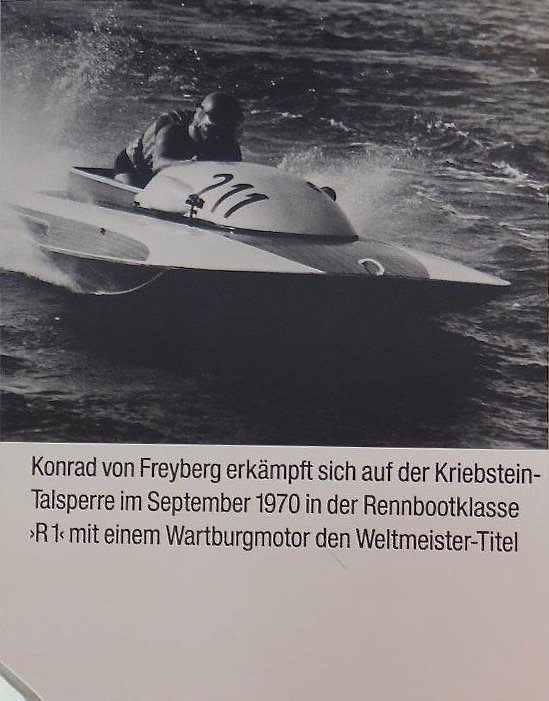 211
Konrad von Freyberg erkämpft sich auf der Kriebstein-
Talsperre im September 1970 in der Rennbootklasse
›R 1‹ mit einem Wartburgmotor den Weltmeister-Titel